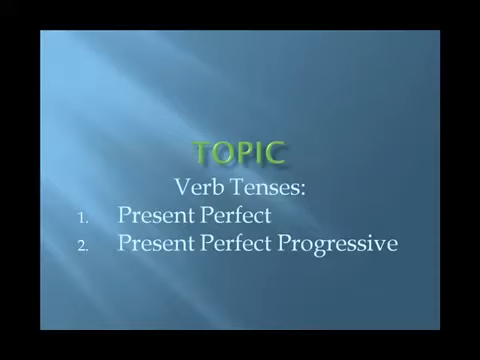 TOPIC
Verb Tenses:
1. Present Perfect
2. Present Perfect Progressive